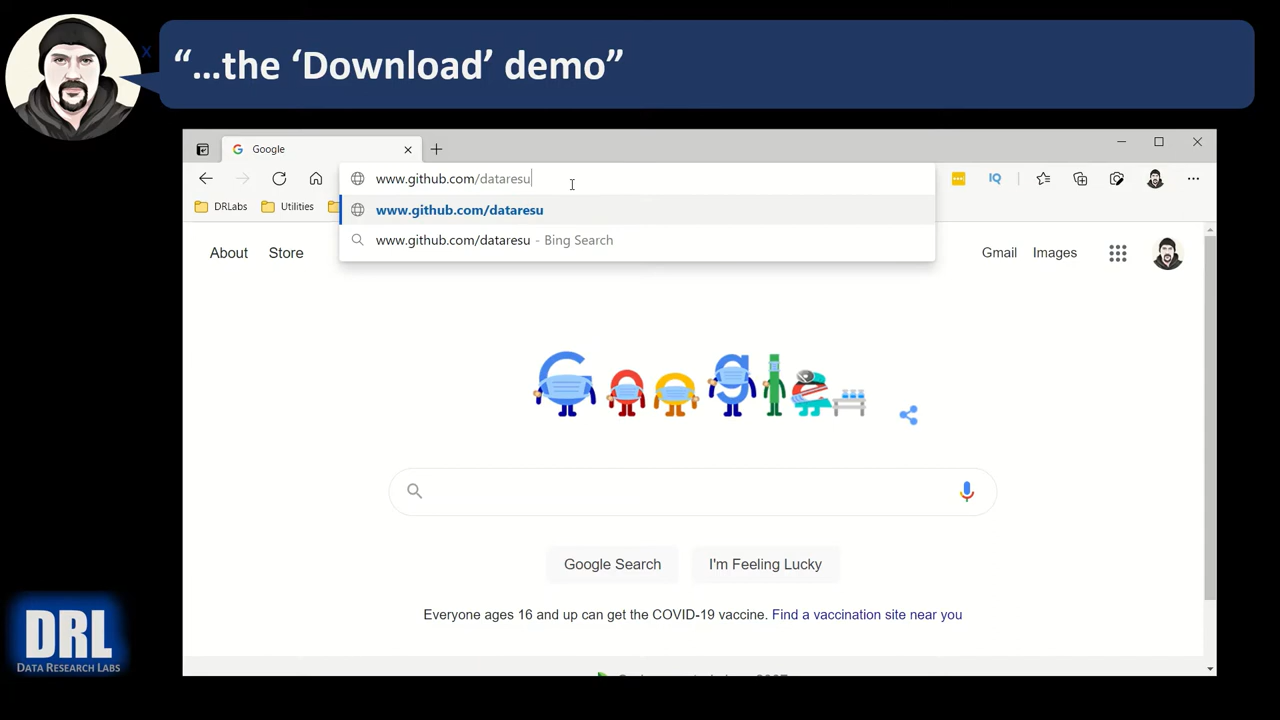 “...the ‘Download’ demo”
x
Google
www.github.com/dataresu
DRLabs
Utilities
www.github.com/dataresu
www.github.com/dataresu - Bing Search
About
Store
Gmail
Images
Google
Google Search
I'm Feeling Lucky
Everyone ages 16 and up can get the COVID-19 vaccine. Find a vaccination site near you
DRL
DATA RESEARCH LABS